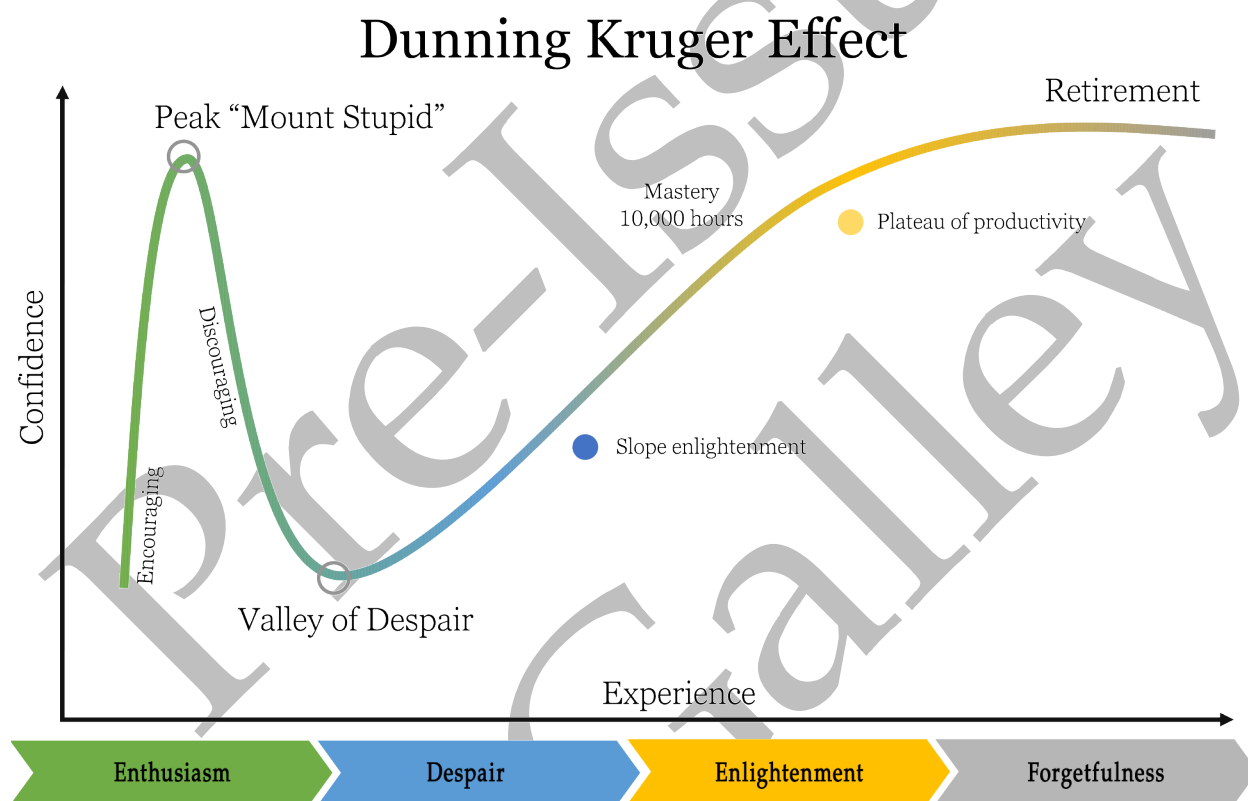 Dunning Kruger Effect
Peak “Mount Stupid”
Retirement
Mastery
10,000 hours
Plateau of productivity
Confidence
Discouraging
Encouraging
Slope enlightenment
Valley of Despair
Experience
Enthusiasm
Despair
Enlightenment
Forgetfulness
Pre-Issu
Galley